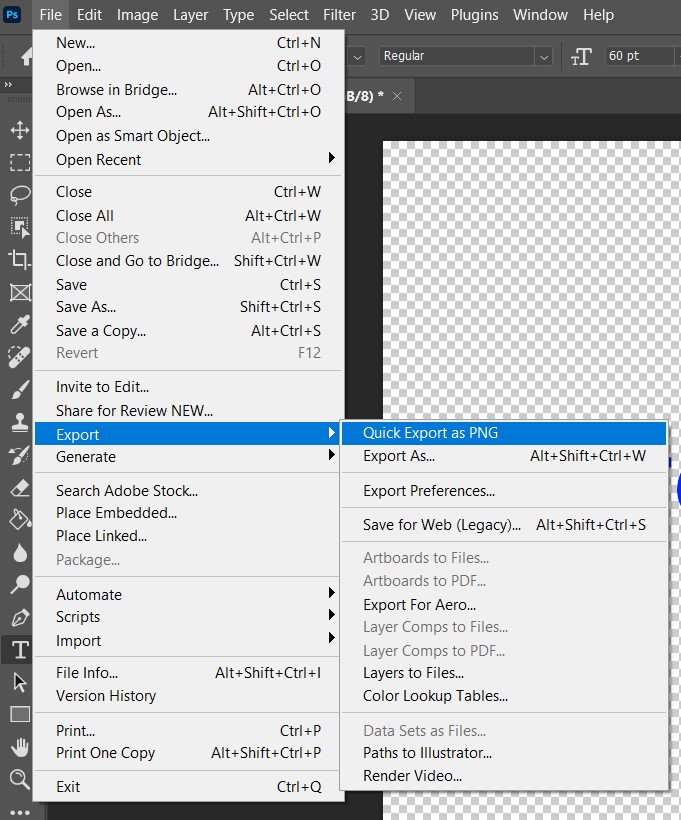 Ps File Edit Image Layer Type Select Filter 3D View Plugins Window Help
Regular 60 pt
B/8) * ×
New... Ctrl+N
Open... Ctrl+O
Browse in Bridge... Alt+Ctrl+O
Open As... Alt+Shift+Ctrl+O
Open as Smart Object...
Open Recent
Close Ctrl+W
Close All Alt+Ctrl+W
Close Others Alt+Ctrl+P
Close and Go to Bridge... Shift+Ctrl+W
Save Ctrl+S
Save As... Shift+Ctrl+S
Save a Copy... Alt+Ctrl+S
Revert F12
Invite to Edit...
Share for Review NEW...
Export
Generate
Search Adobe Stock...
Place Embedded...
Place Linked...
Package...
Automate
Scripts
Import
File Info... Alt+Shift+Ctrl+I
Version History
Print... Ctrl+P
Print One Copy Alt+Shift+Ctrl+P
Exit Ctrl+Q
Quick Export as PNG
Export As... Alt+Shift+Ctrl+W
Export Preferences...
Save for Web (Legacy)... Alt+Shift+Ctrl+S
Artboards to Files...
Artboards to PDF...
Export For Aero...
Layer Comps to Files...
Layer Comps to PDF...
Layers to Files...
Color Lookup Tables...
Data Sets as Files...
Paths to Illustrator...
Render Video...